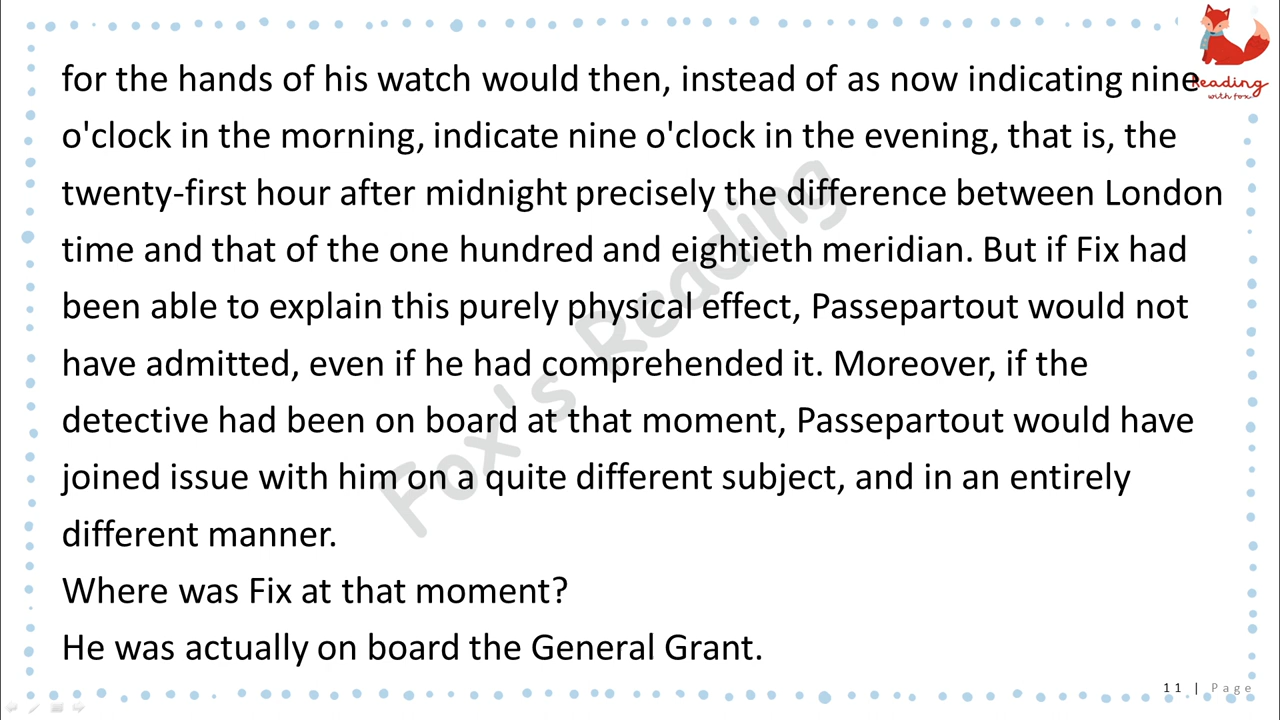 for the hands of his watch would then, instead of as now indicating nine
o'clock in the morning, indicate nine o'clock in the evening, that is, the
twenty-first hour after midnight precisely the difference between London
time and that of the one hundred and eightieth meridian. But if Fix had
been able to explain this purely physical effect, Passepartout would not
have admitted, even if he had comprehended it. Moreover, if the
detective had been on board at that moment, Passepartout would have
joined issue with him on a quite different subject, and in an entirely
different manner.
Where was Fix at that moment?
He was actually on board the General Grant.
Reading
with fox
Fox's Reading
11 | Page